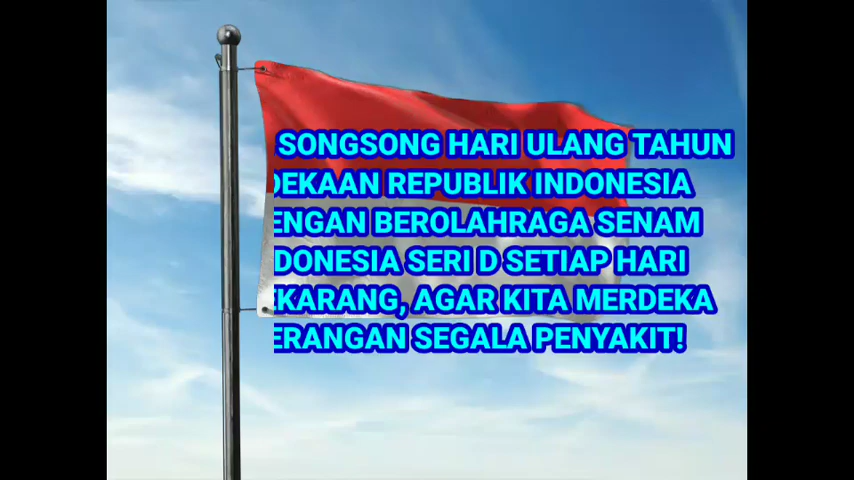 SONGSONG HARI ULANG TAHUN
DEKAAN REPUBLIK INDONESIA
ENGAN BEROLAHRAGA SENAM
DONESIA SERI D SETIAP HARI
EKARANG, AGAR KITA MERDEKA
ERANGAN SEGALA PENYAKIT!